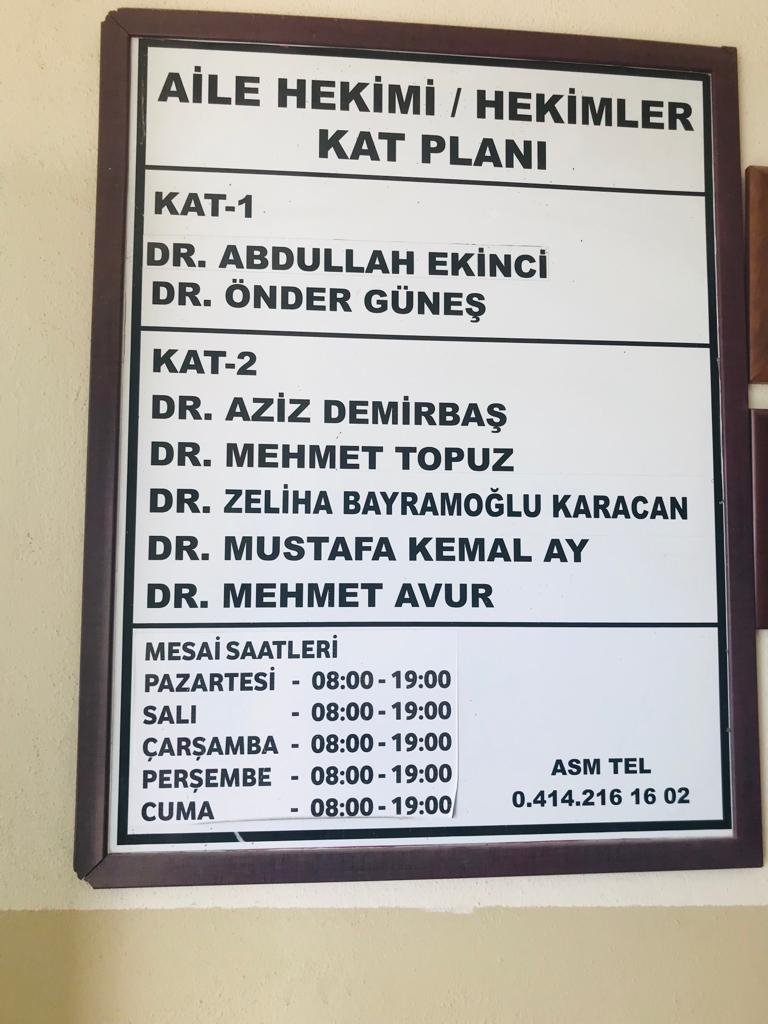 AİLE HEKİMİ / HEKİMLER
KAT PLANI
KAT-1
DR. ABDULLAH EKİNCİ
DR. ÖNDER GÜNEŞ
KAT-2
DR. AZİZ DEMİRBAŞ
DR. MEHMET TOPUZ
DR. ZELİHA BAYRAMOĞLU KARACAN
DR. MUSTAFA KEMAL AY
DR. MEHMET AVUR
MESAİ SAATLERİ
PAZARTESİ - 08:00 - 19:00
SALI - 08:00 - 19:00
ÇARŞAMBA - 08:00 - 19:00
PERŞEMBE - 08:00 - 19:00
CUMA - 08:00 - 19:00
ASM TEL
0.414.216 16 02